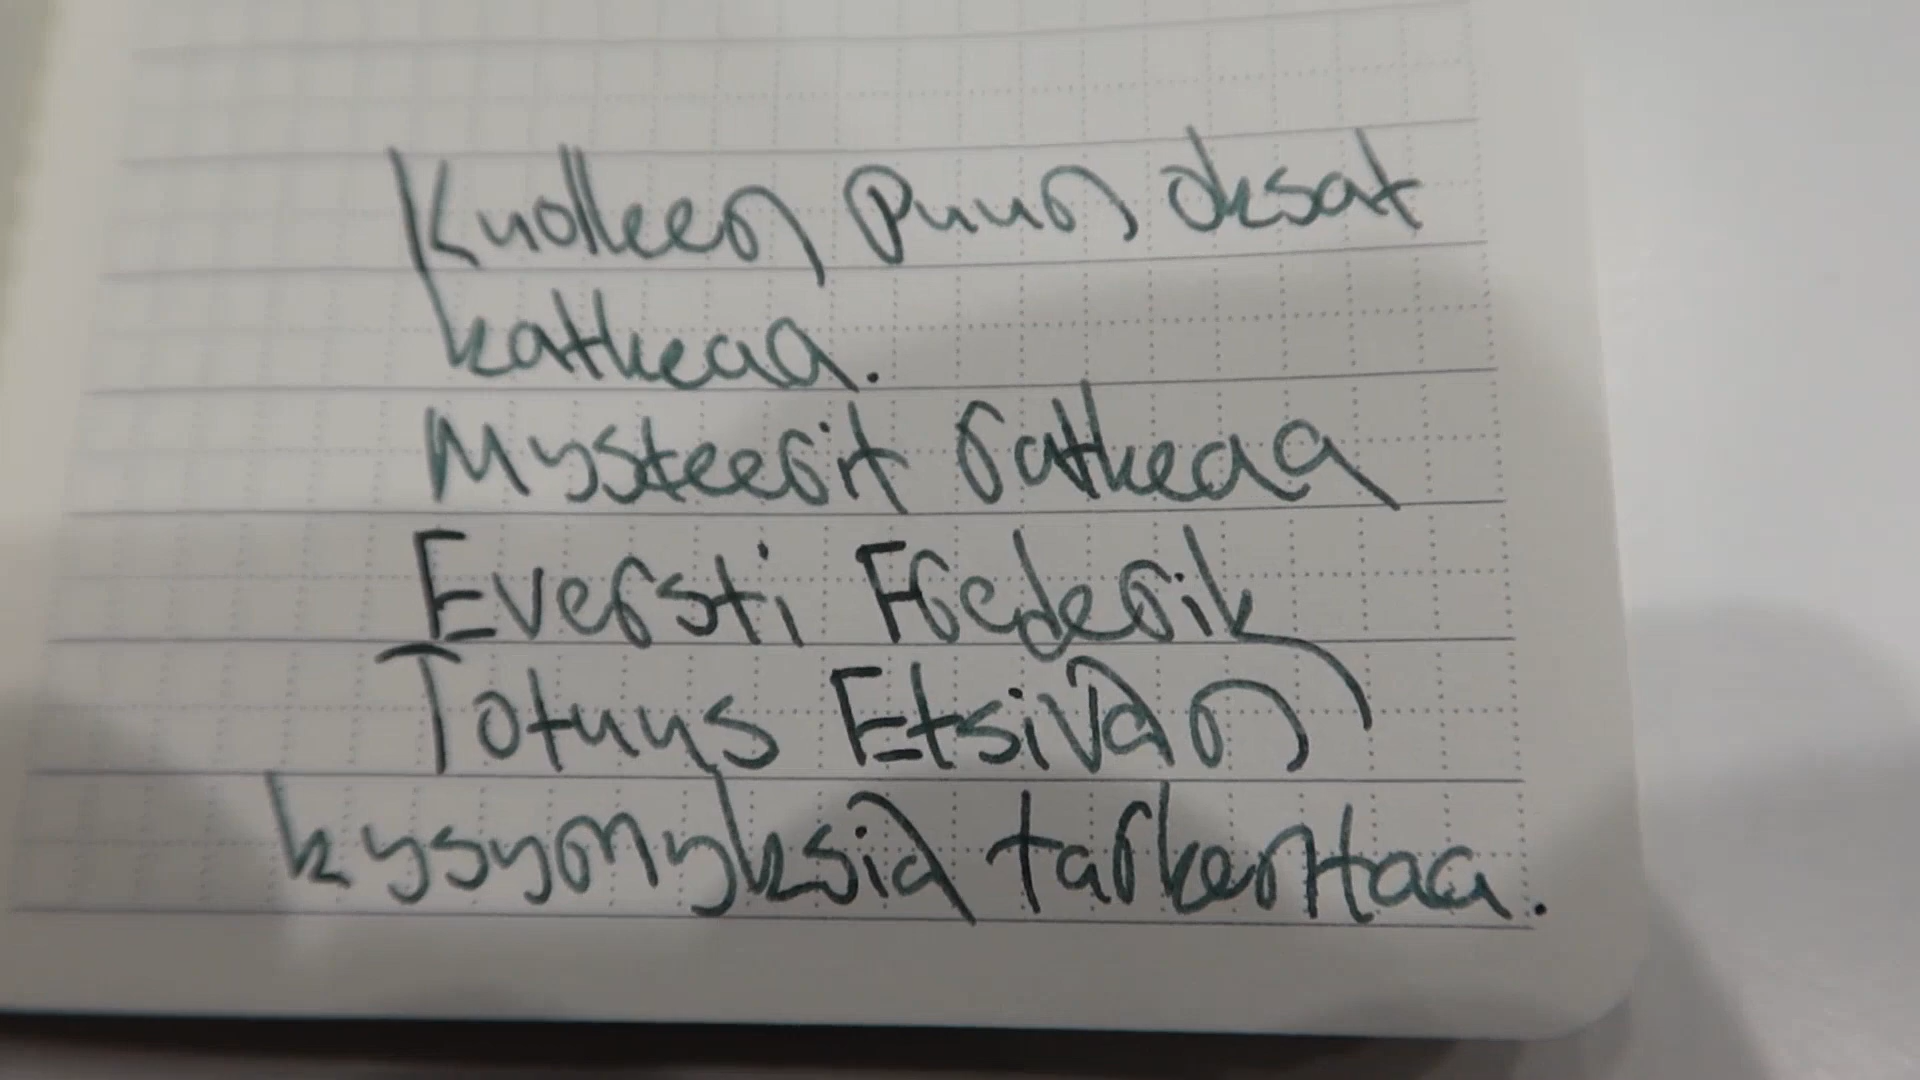 Kuolleen puun oksat
katkeaa.
Mysteerit ratkeaa
Eversti Frederik
Totuus Etsivän
kysymyksiä tarkentaa.